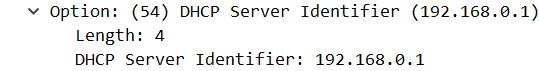 Option: (54) DHCP Server Identifier (192.168.0.1)
Length: 4
DHCP Server Identifier: 192.168.0.1